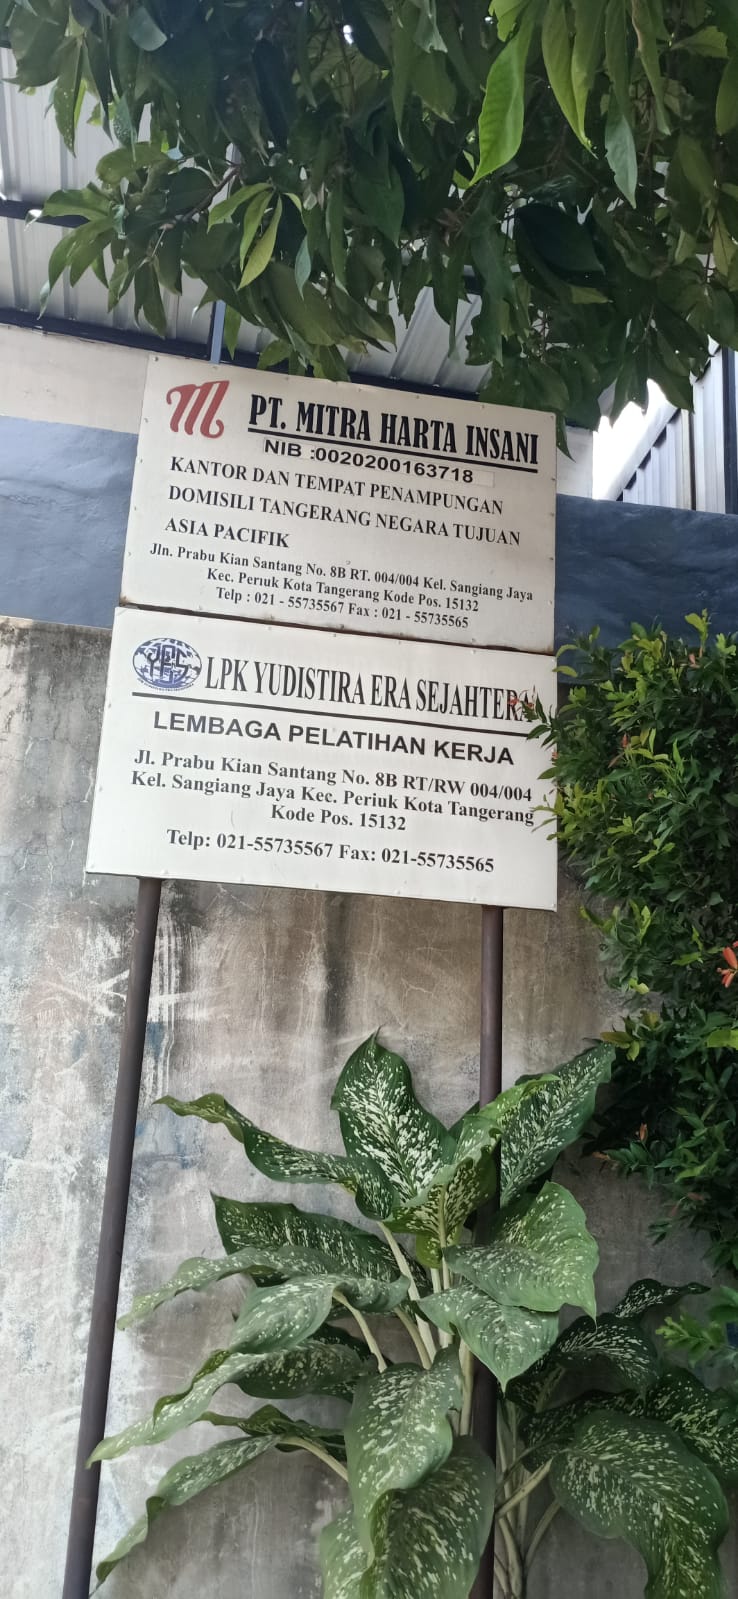 PT. MITRA HARTA INSANI
NIB :0020200163718
KANTOR DAN TEMPAT PENAMPUNGAN
DOMISILI TANGERANG NEGARA TUJUAN
ASIA PACIFIK
Jln. Prabu Kian Santang No. 8B RT. 004/004 Kel. Sangiang Jaya
Kec. Periuk Kota Tangerang Kode Pos. 15132
Telp : 021 - 55735567 Fax : 021 - 55735565
LPK YUDISTIRA ERA SEJAHTERA
LEMBAGA PELATIHAN KERJA
Jl. Prabu Kian Santang No. 8B RT/RW 004/004
Kel. Sangiang Jaya Kec. Periuk Kota Tangerang
Kode Pos. 15132
Telp: 021-55735567 Fax: 021-55735565